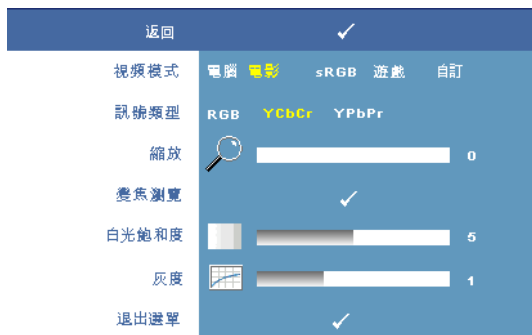 返回
視頻模式 電腦 電影 sRGB 遊戲 自訂
訊號類型 RGB YCbCr YPbPr
縮放 0
變焦瀏覽
白光飽和度 5
灰度 1
退出選單